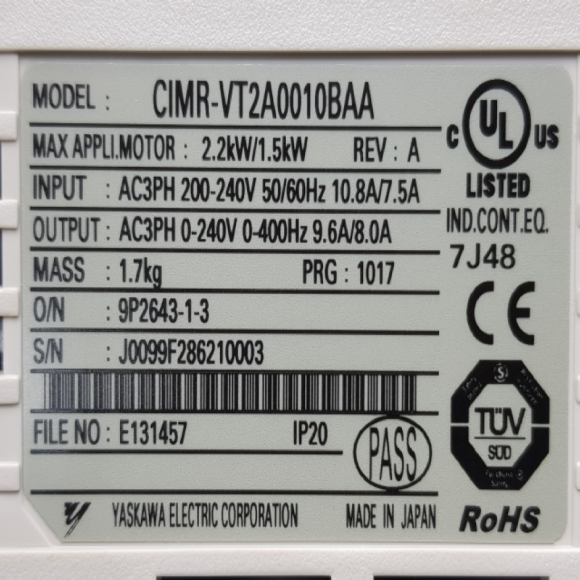 MODEL : CIMR-VT2A0010BAA
MAX APPLI.MOTOR : 2.2kW/1.5kW REV : A
INPUT : AC3PH 200-240V 50/60Hz 10.8A/7.5A
OUTPUT : AC3PH 0-240V 0-400Hz 9.6A/8.0A
MASS : 1.7kg PRG : 1017
O/N : 9P2643-1-3
S/N : J0099F286210003
FILE NO : E131457 IP20
PASS
YASKAWA ELECTRIC CORPORATION MADE IN JAPAN
C UL US
LISTED
IND.CONT.EQ.
7J48
CE
TÜV
SÜD
RoHS